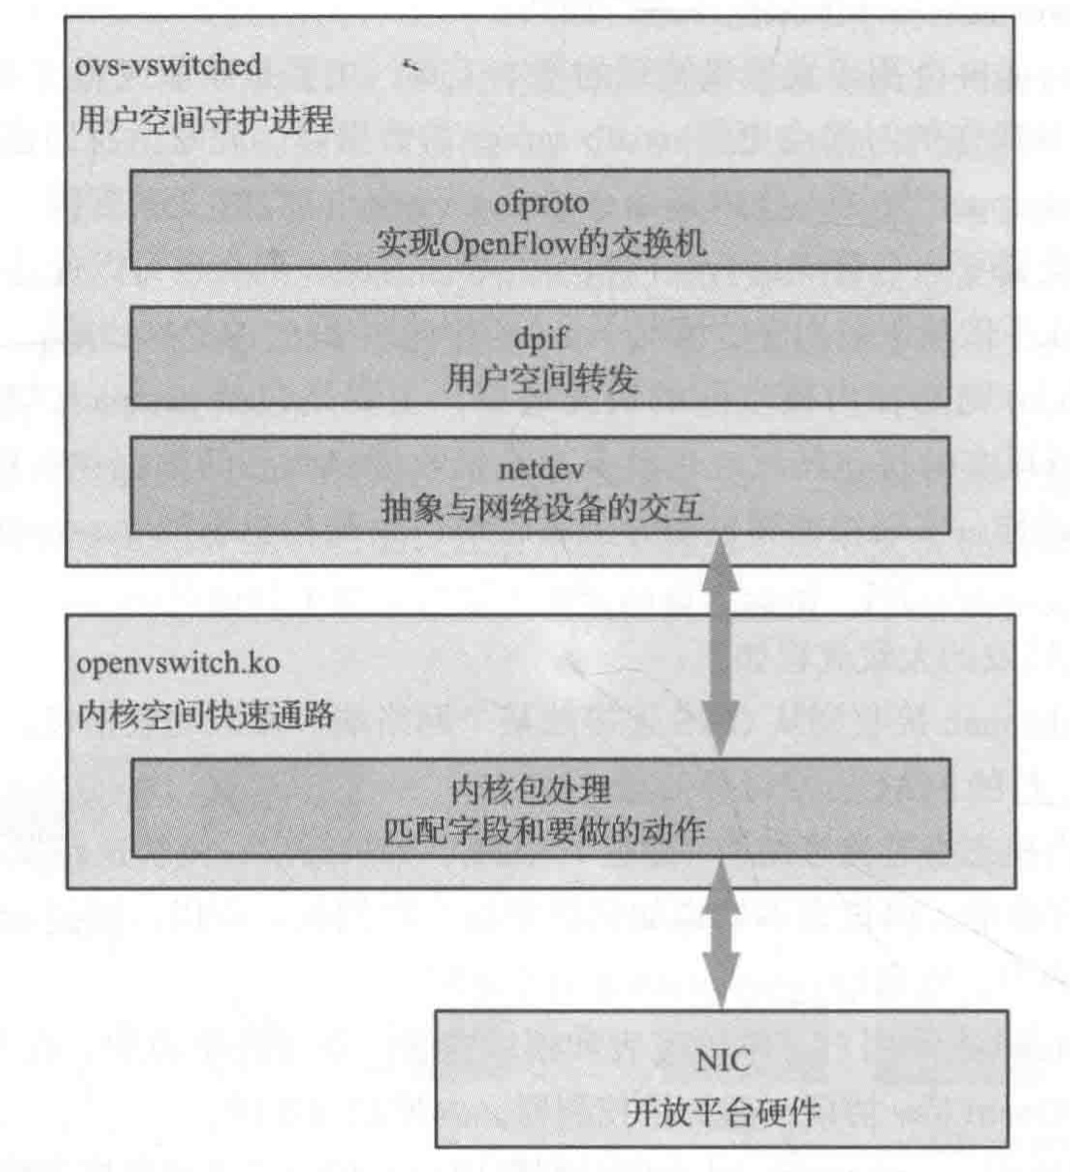 ovs-vswitched
用户空间守护进程
ofproto
实现OpenFlow的交换机
dpif
用户空间转发
netdev
抽象与网络设备的交互
openvswitch.ko
内核空间快速通路
内核包处理
匹配字段和要做的动作
NIC
开放平台硬件